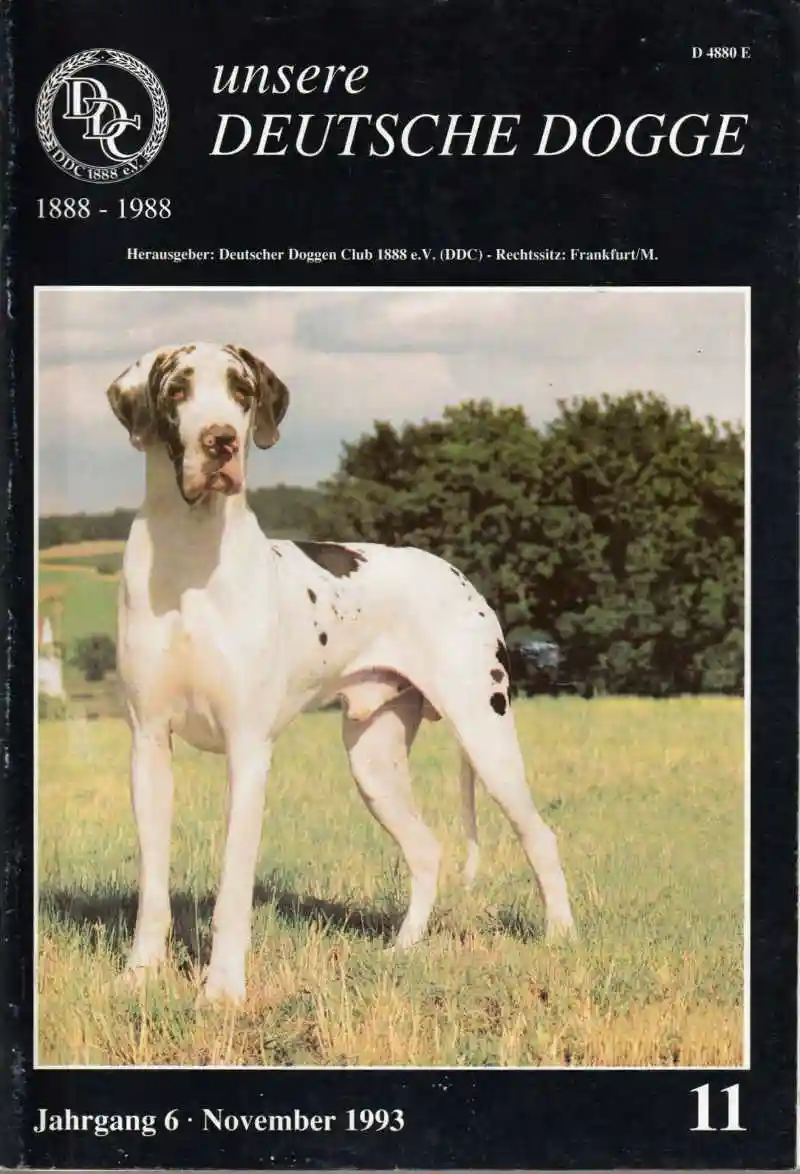 D 4880 E
unsere
DEUTSCHE DOGGE
DDC
DDC 1888 e.V.
1888 - 1988
Herausgeber: Deutscher Doggen Club 1888 e.V. (DDC) - Rechtssitz: Frankfurt/M.
Jahrgang 6 · November 1993
11